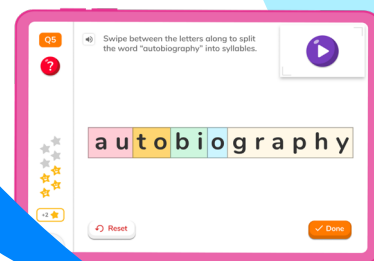 Q5
Swipe between the letters along to split
the word “autobiography” into syllables.
?
autobiography
+2
Reset
Done